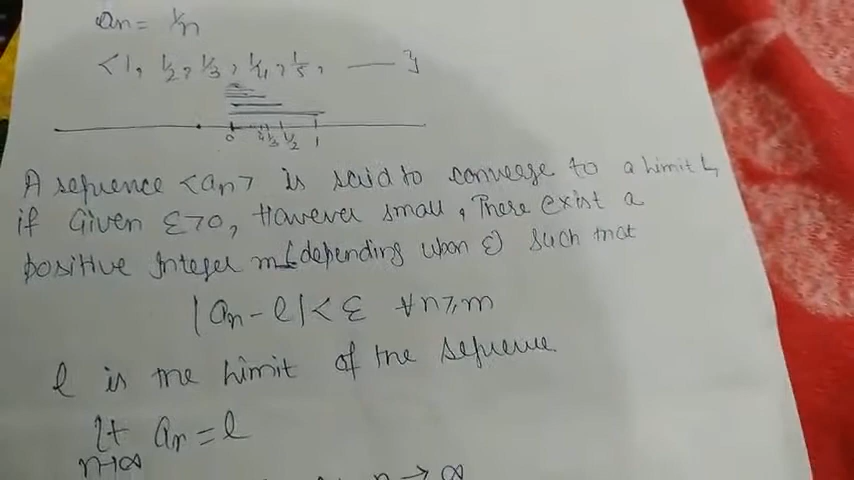 an = 1/n
<1, 1/2, 1/3, 1/4, 1/5, —— }
0 1/4 1/3 1/2 1
A sequence <an> is said to converge to a limit l,
if Given ε>0, However small, There exist a
positive Integer m (depending upon ε) such that
|an - l| < ε ∀n≥m
l is the limit of the sequence
lt an = l
n→∞
n → ∞